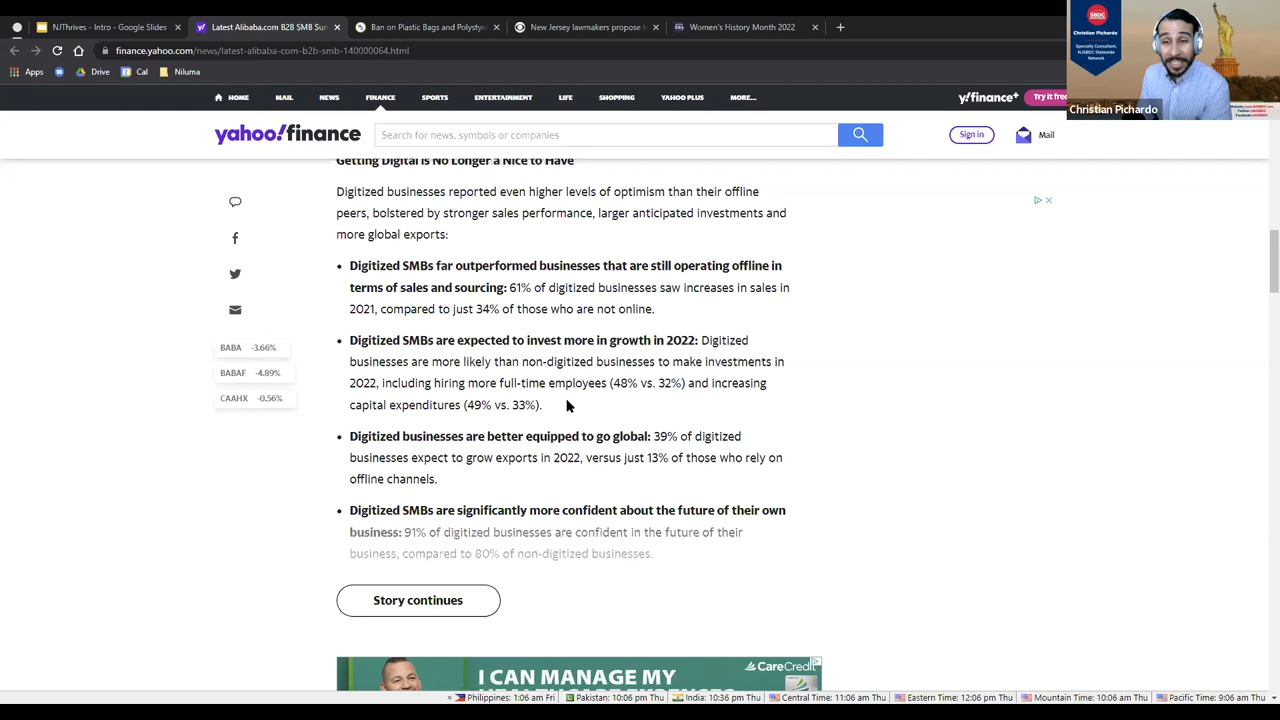 NJThrives - Intro - Google Slides
Latest Alibaba.com B2B SMB Sur
Ban on Plastic Bags and Polystyr
New Jersey lawmakers propose l
Women's History Month 2022
finance.yahoo.com/news/latest-alibaba-com-b2b-smb-140000064.html
Apps
Drive
Cal
Niluma
SBDC
Christian Pichardo
Specialty Consultant,
NJSBDC Statewide
Network
Christian Pichardo
HOME
MAIL
NEWS
FINANCE
SPORTS
ENTERTAINMENT
LIFE
SHOPPING
YAHOO PLUS
MORE...
y!finance+
Try it free
yahoo!finance
Search for news, symbols or companies
Sign in
Mail
Getting Digital is No Longer a Nice to Have
Digitized businesses reported even higher levels of optimism than their offline
peers, bolstered by stronger sales performance, larger anticipated investments and
more global exports:
• Digitized SMBs far outperformed businesses that are still operating offline in
terms of sales and sourcing: 61% of digitized businesses saw increases in sales in
2021, compared to just 34% of those who are not online.
• Digitized SMBs are expected to invest more in growth in 2022: Digitized
businesses are more likely than non-digitized businesses to make investments in
2022, including hiring more full-time employees (48% vs. 32%) and increasing
capital expenditures (49% vs. 33%).
• Digitized businesses are better equipped to go global: 39% of digitized
businesses expect to grow exports in 2022, versus just 13% of those who rely on
offline channels.
• Digitized SMBs are significantly more confident about the future of their own
business: 91% of digitized businesses are confident in the future of their
business, compared to 80% of non-digitized businesses.
BABA -3.66%
BABAF -4.89%
CAAHX -0.56%
Story continues
I CAN MANAGE MY
CareCredit
Philippines: 1:06 am Fri
Pakistan: 10:06 pm Thu
India: 10:36 pm Thu
Central Time: 11:06 am Thu
Eastern Time: 12:06 pm Thu
Mountain Time: 10:06 am Thu
Pacific Time: 9:06 am Thu